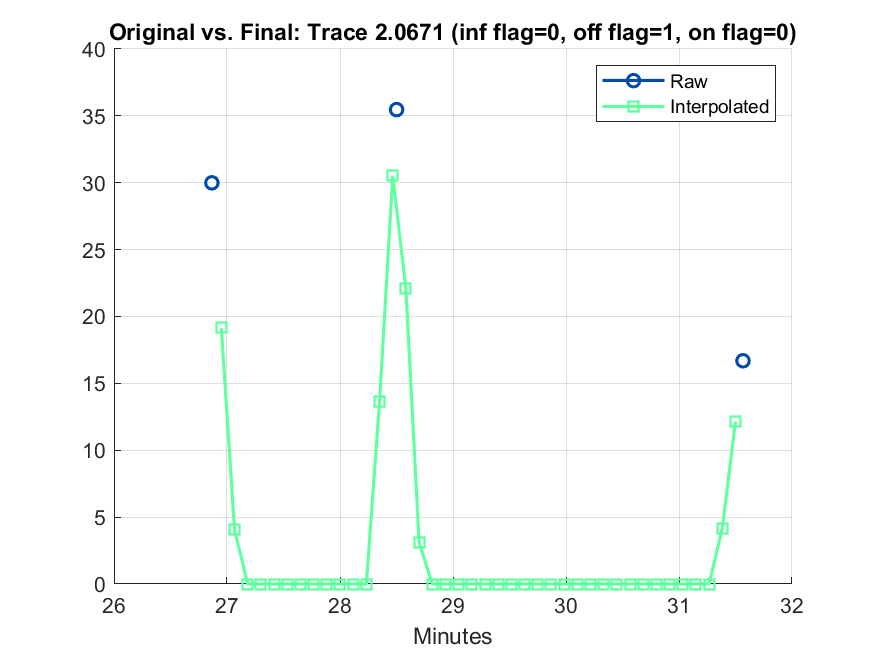 Original vs. Final: Trace 2.0671 (inf flag=0, off flag=1, on flag=0)
Raw
Interpolated
40
35
30
25
20
15
10
5
0
26 27 28 29 30 31 32
Minutes